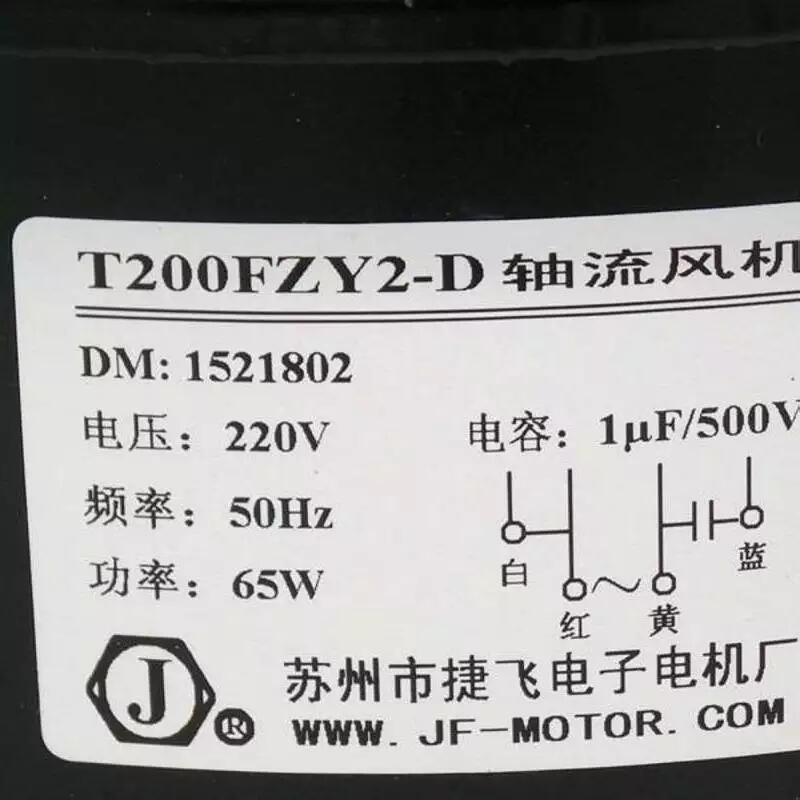 T200FZY2-D 轴流风机
DM: 1521802
电压: 220V
电容: 1μF/500V
频率: 50Hz
功率: 65W
白
蓝
红
黄
J ®
苏州市捷飞电子电机厂
WWW. JF-MOTOR. COM